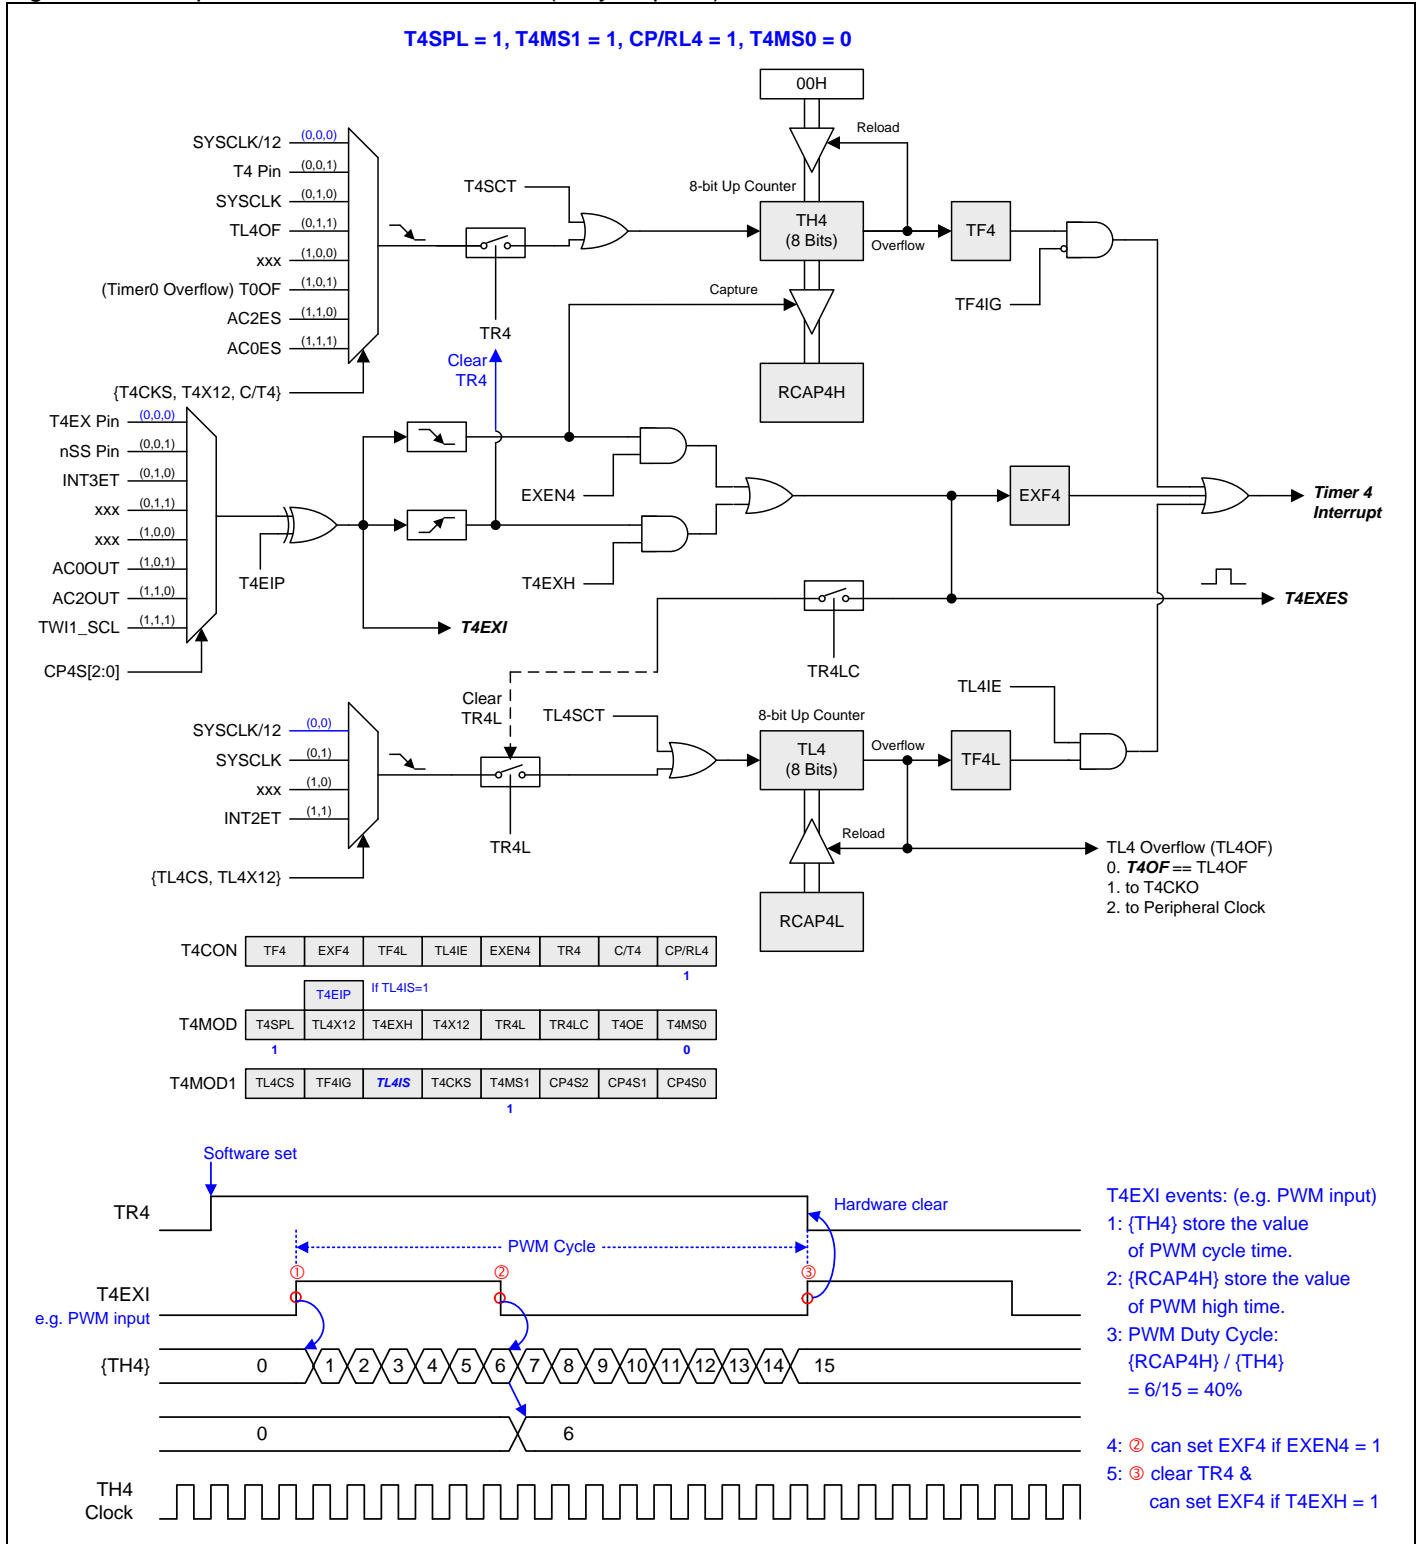 T4SPL = 1, T4MS1 = 1, CP/RL4 = 1, T4MS0 = 0
00H
Reload
SYSCLK/12 (0,0,0)
T4 Pin (0,0,1)
SYSCLK (0,1,0)
TL4OF (0,1,1)
xxx (1,0,0)
(Timer0 Overflow) T0OF (1,0,1)
AC2ES (1,1,0)
AC0ES (1,1,1)
{T4CKS, T4X12, C/T4}
T4SCT
TR4
Clear
TR4
8-bit Up Counter
TH4
(8 Bits)
Overflow
TF4
TF4IG
Capture
RCAP4H
T4EX Pin (0,0,0)
nSS Pin (0,0,1)
INT3ET (0,1,0)
xxx (0,1,1)
xxx (1,0,0)
AC0OUT (1,0,1)
AC2OUT (1,1,0)
TWI1_SCL (1,1,1)
CP4S[2:0]
T4EIP
EXEN4
T4EXH
EXF4
Timer 4
Interrupt
T4EXES
T4EXI
TR4LC
Clear
TR4L
SYSCLK/12 (0,0)
SYSCLK (0,1)
xxx (1,0)
INT2ET (1,1)
{TL4CS, TL4X12}
TR4L
TL4SCT
8-bit Up Counter
TL4
(8 Bits)
Overflow
TL4IE
TF4L
Reload
RCAP4L
TL4 Overflow (TL4OF)
0. T4OF == TL4OF
1. to T4CKO
2. to Peripheral Clock
T4CON TF4 EXF4 TF4L TL4IE EXEN4 TR4 C/T4 CP/RL4
1
T4EIP If TL4IS=1
T4MOD T4SPL TL4X12 T4EXH T4X12 TR4L TR4LC T4OE T4MS0
1 0
T4MOD1 TL4CS TF4IG TL4IS T4CKS T4MS1 CP4S2 CP4S1 CP4S0
1
Software set
TR4
Hardware clear
PWM Cycle
① ② ③
T4EXI
e.g. PWM input
{TH4} 0 1 2 3 4 5 6 7 8 9 10 11 12 13 14 15
0 6
TH4
Clock
T4EXI events: (e.g. PWM input)
1: {TH4} store the value
of PWM cycle time.
2: {RCAP4H} store the value
of PWM high time.
3: PWM Duty Cycle:
{RCAP4H} / {TH4}
= 6/15 = 40%
4: ② can set EXF4 if EXEN4 = 1
5: ③ clear TR4 &
can set EXF4 if T4EXH = 1